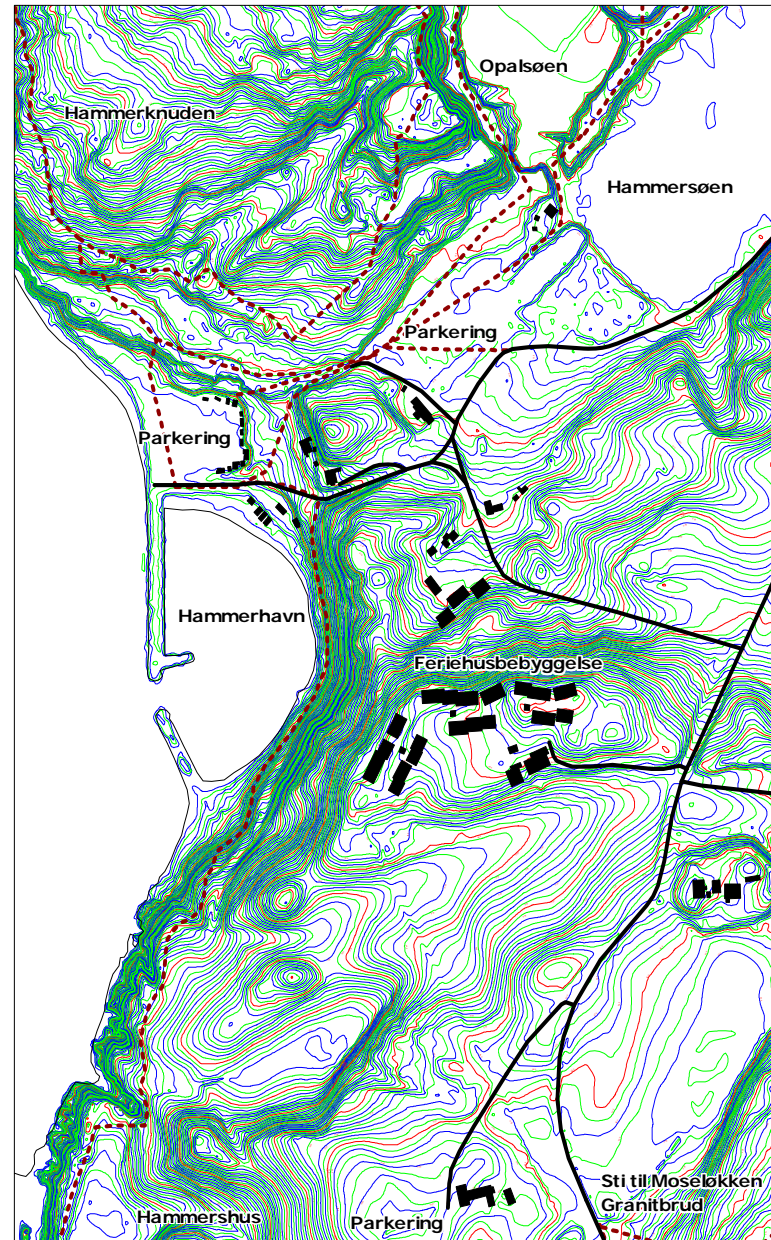 Opalsøen
Hammerknuden
Hammersøen
Parkering
Parkering
Hammerhavn
Feriehusbebyggelse
Sti til Moseløkken
Granitbrud
Hammershus
Parkering